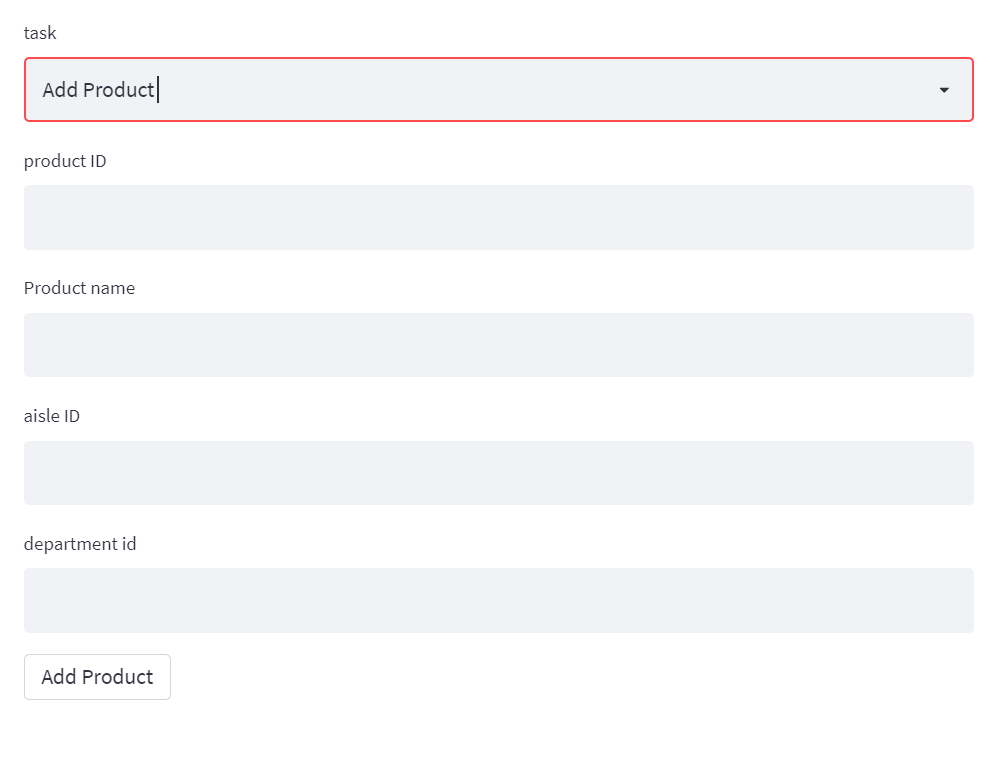 task
Add Product
product ID
Product name
aisle ID
department id
Add Product